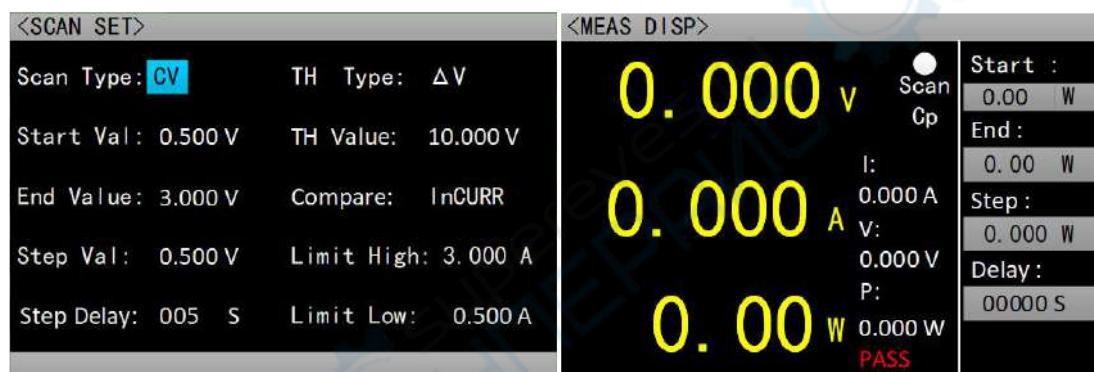 <SCAN SET>
Scan Type: CV TH Type: ΔV
Start Val: 0.500 V TH Value: 10.000 V
End Value: 3.000 V Compare: InCURR
Step Val: 0.500 V Limit High: 3.000 A
Step Delay: 005 S Limit Low: 0.500 A
<MEAS DISP>
0.000 V
Scan
Cp
0.000 A
I:
0.000 A
V:
0.000 V
P:
0.00 W
0.000 W
PASS
Start :
0.00 W
End :
0.00 W
Step :
0.000 W
Delay :
00000 S